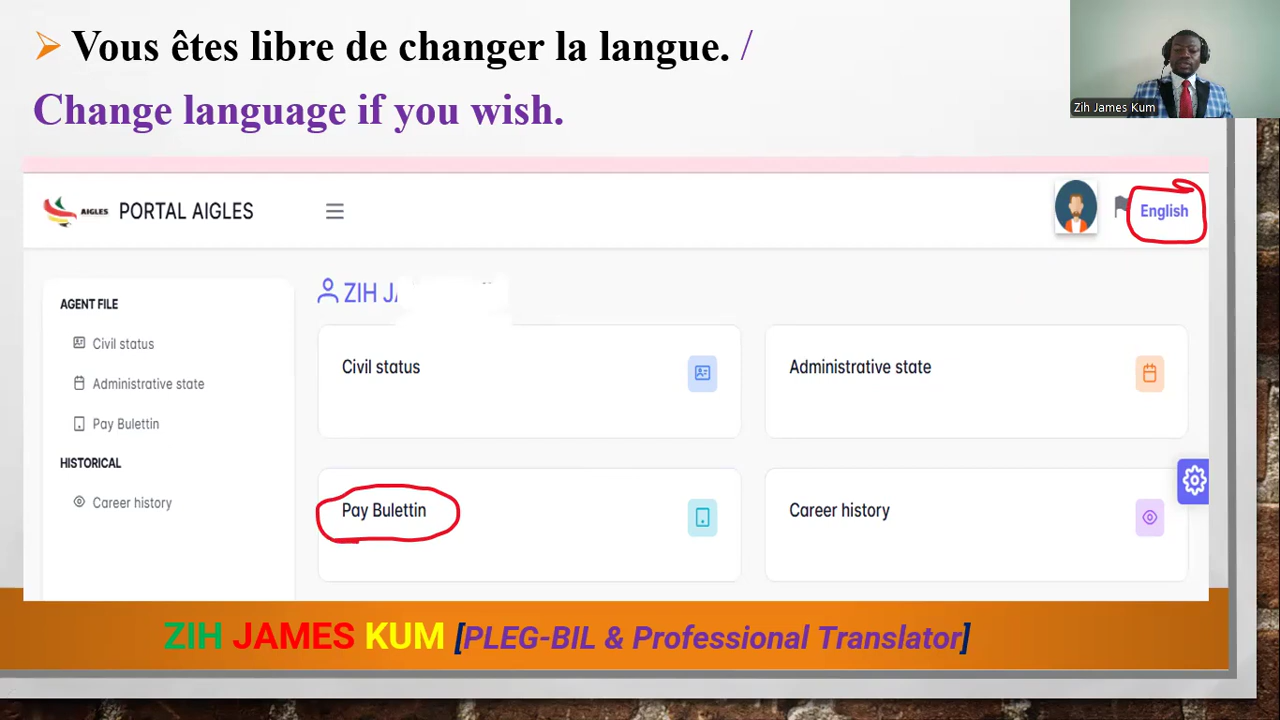 Vous êtes libre de changer la langue. /
Change language if you wish.
Zih James Kum
AIGLES PORTAL AIGLES
English
AGENT FILE
Civil status
Administrative state
Pay Bulettin
HISTORICAL
Career history
ZIH
Civil status
Administrative state
Pay Bulettin
Career history
ZIH JAMES KUM [PLEG-BIL & Professional Translator]